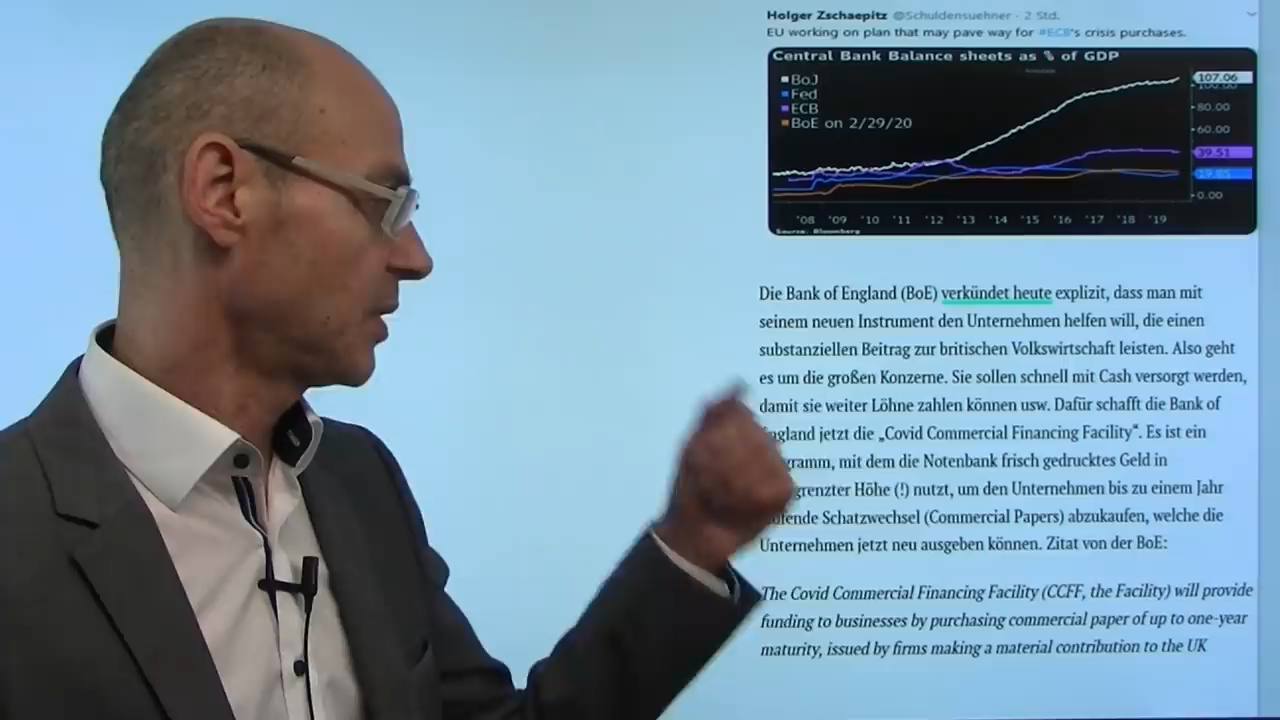 Holger Zschaepitz @Schuldensuehner · 2 Std.
EU working on plan that may pave way for #ECB's crisis purchases.
Central Bank Balance sheets as % of GDP
BoJ
Fed
ECB
BoE on 2/29/20
107.06
100.00
80.00
60.00
39.51
19.85
0.00
'08 '09 '10 '11 '12 '13 '14 '15 '16 '17 '18 '19
Source: Bloomberg
Die Bank of England (BoE) verkündet heute explizit, dass man mit
seinem neuen Instrument den Unternehmen helfen will, die einen
substanziellen Beitrag zur britischen Volkswirtschaft leisten. Also geht
es um die großen Konzerne. Sie sollen schnell mit Cash versorgt werden,
damit sie weiter Löhne zahlen können usw. Dafür schafft die Bank of
ngland jetzt die „Covid Commercial Financing Facility“. Es ist ein
gramm, mit dem die Notenbank frisch gedrucktes Geld in
grenzter Höhe (!) nutzt, um den Unternehmen bis zu einem Jahr
ufende Schatzwechsel (Commercial Papers) abzukaufen, welche die
Unternehmen jetzt neu ausgeben können. Zitat von der BoE:
The Covid Commercial Financing Facility (CCFF, the Facility) will provide
funding to businesses by purchasing commercial paper of up to one-year
maturity, issued by firms making a material contribution to the UK